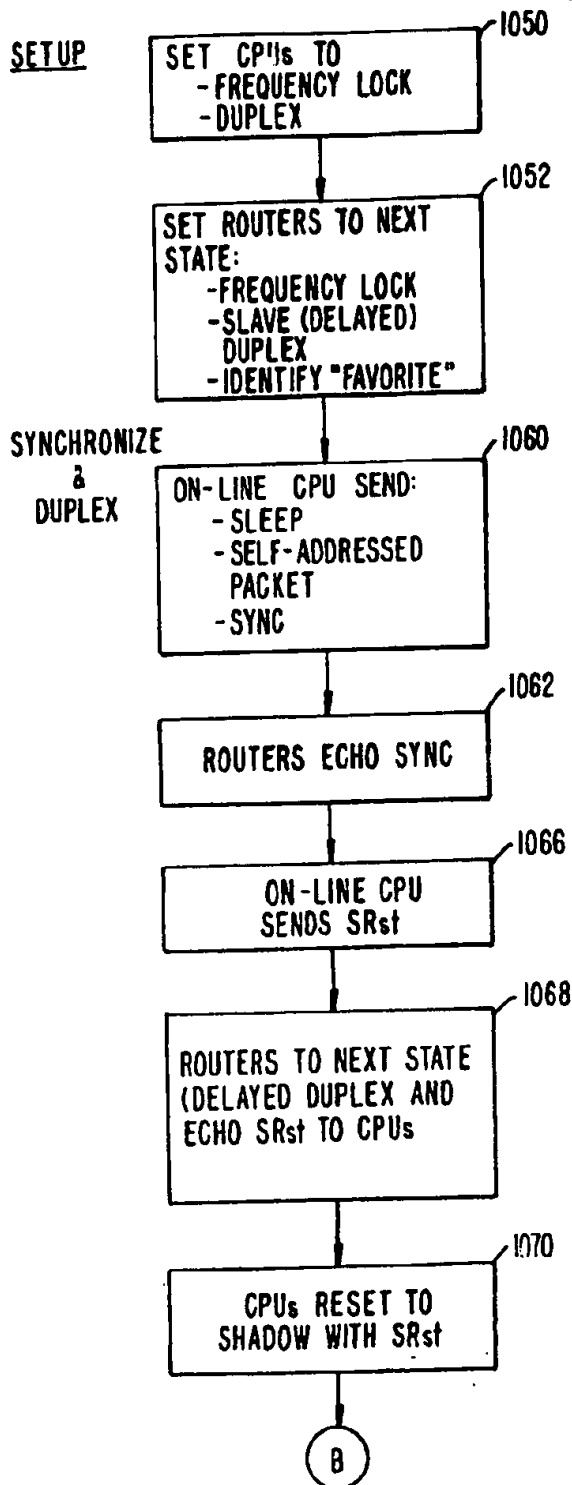 SETUP
1050
SET CPUs TO
-FREQUENCY LOCK
-DUPLEX
1052
SET ROUTERS TO NEXT
STATE:
-FREQUENCY LOCK
-SLAVE (DELAYED)
DUPLEX
-IDENTIFY "FAVORITE"
SYNCHRONIZE
&
DUPLEX
1060
ON-LINE CPU SEND:
-SLEEP
-SELF-ADDRESSED
PACKET
-SYNC
1062
ROUTERS ECHO SYNC
1066
ON-LINE CPU
SENDS SRst
1068
ROUTERS TO NEXT STATE
(DELAYED DUPLEX AND
ECHO SRst TO CPUs
1070
CPUs RESET TO
SHADOW WITH SRst
B